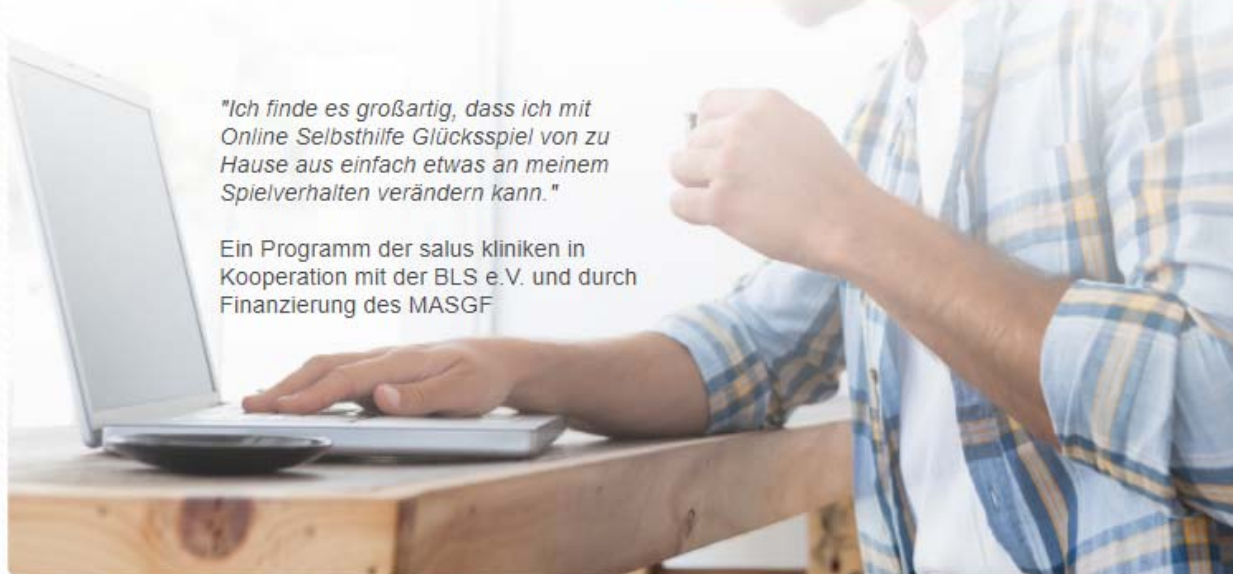 "Ich finde es großartig, dass ich mit
Online Selbsthilfe Glücksspiel von zu
Hause aus einfach etwas an meinem
Spielverhalten verändern kann."
Ein Programm der salus kliniken in
Kooperation mit der BLS e.V. und durch
Finanzierung des MASGF